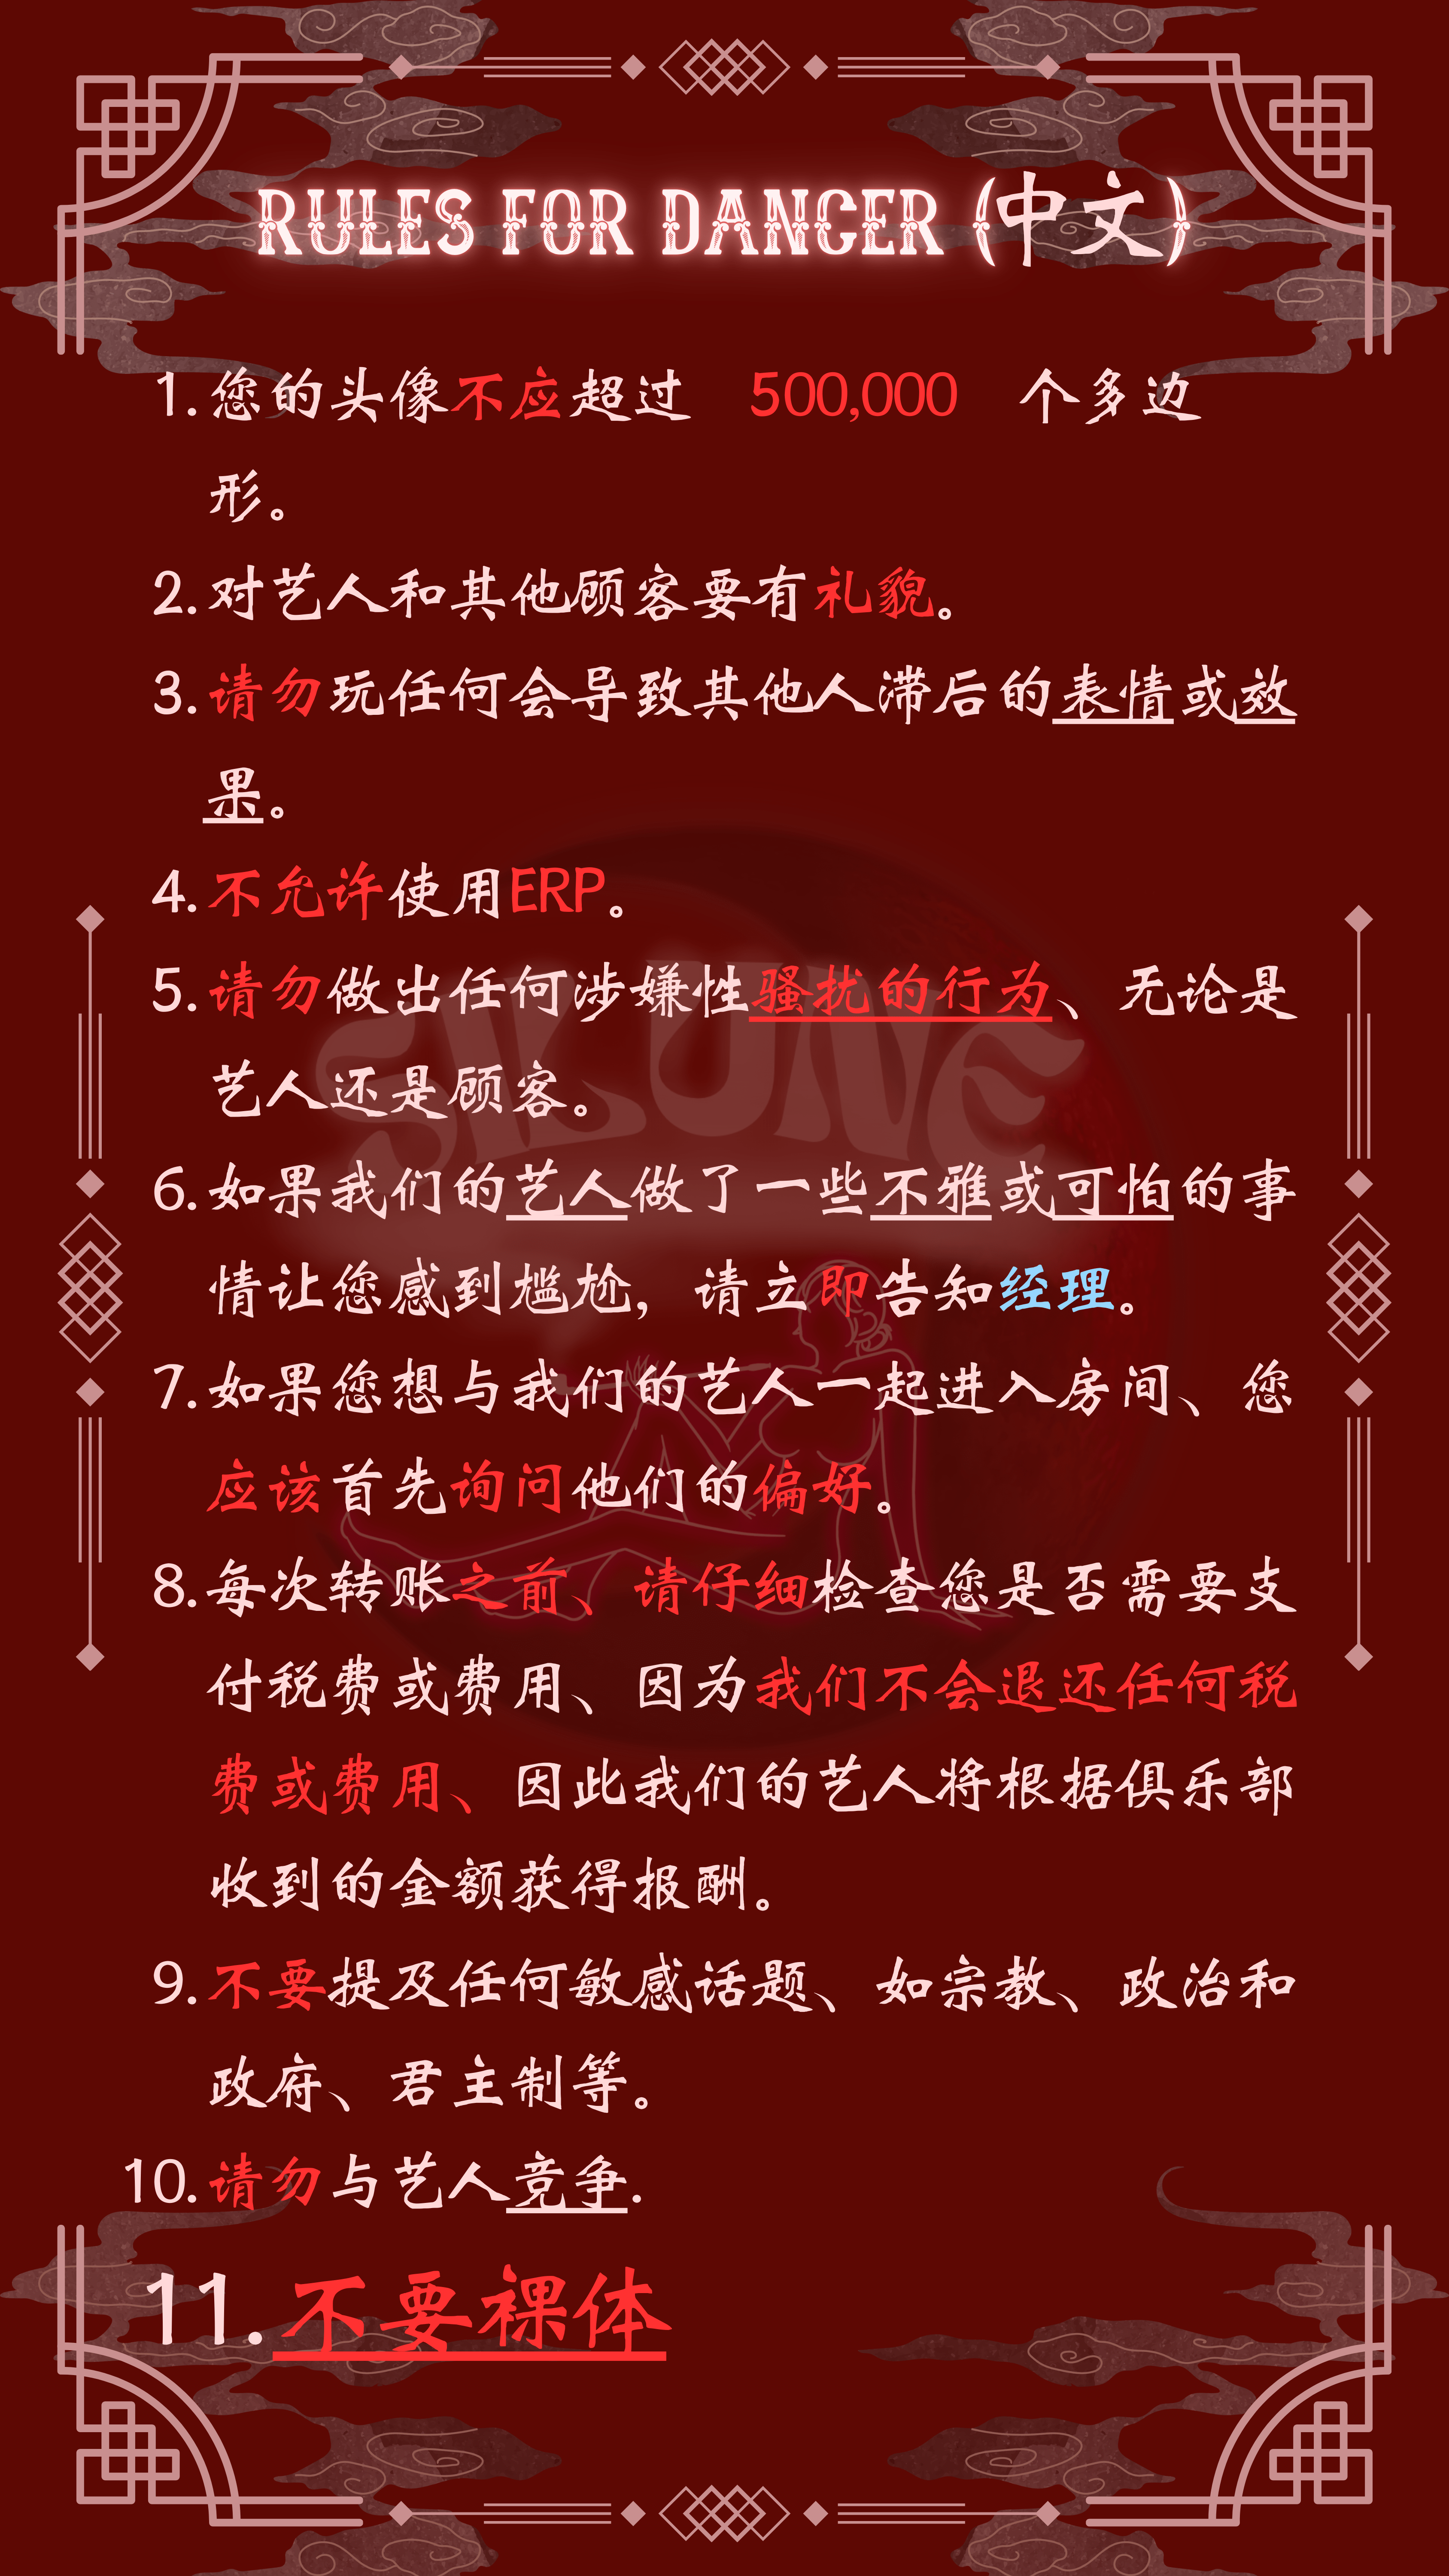 RULES FOR DANGER (中文)
1. 您的头像不应超过 500,000 个多边
形。
2. 对艺人和其他顾客要有礼貌。
3. 请勿玩任何会导致其他人滞后的表情或效
果。
4. 不允许使用ERP。
5. 请勿做出任何涉嫌性骚扰的行为、无论是
艺人还是顾客。
6. 如果我们的艺人做了一些不雅或可怕的事
情让您感到尴尬，请立即告知经理。
7. 如果您想与我们的艺人一起进入房间、您
应该首先询问他们的偏好。
8. 每次转账之前、请仔细检查您是否需要支
付税费或费用、因为我们不会退还任何税
费或费用、因此我们的艺人将根据俱乐部
收到的金额获得报酬。
9. 不要提及任何敏感话题、如宗教、政治和
政府、君主制等。
10. 请勿与艺人竞争.
11. 不要裸体
SILUNE